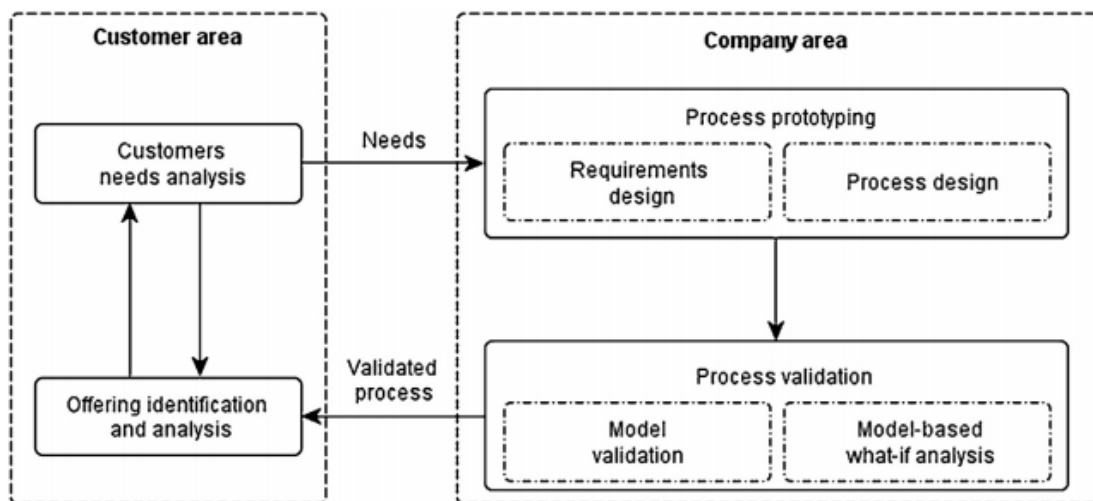 Customer area
Customers
needs analysis
Offering identification
and analysis
Needs
Validated
process
Company area
Process prototyping
Requirements
design
Process design
Process validation
Model
validation
Model-based
what-if analysis